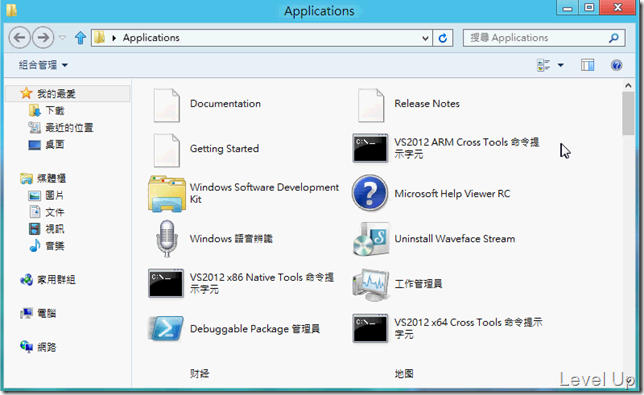 Applications
Applications
搜尋 Applications
組合管理
我的最愛
下載
最近的位置
桌面
媒體櫃
圖片
文件
視訊
音樂
家用群組
電腦
網路
Documentation
Release Notes
Getting Started
VS2012 ARM Cross Tools 命令提
示字元
Windows Software Development
Kit
Microsoft Help Viewer RC
Windows 語音辨識
Uninstall Waveface Stream
VS2012 x86 Native Tools 命令提
示字元
工作管理員
Debuggable Package 管理員
VS2012 x64 Cross Tools 命令提
示字元
财经
地图
Level Up